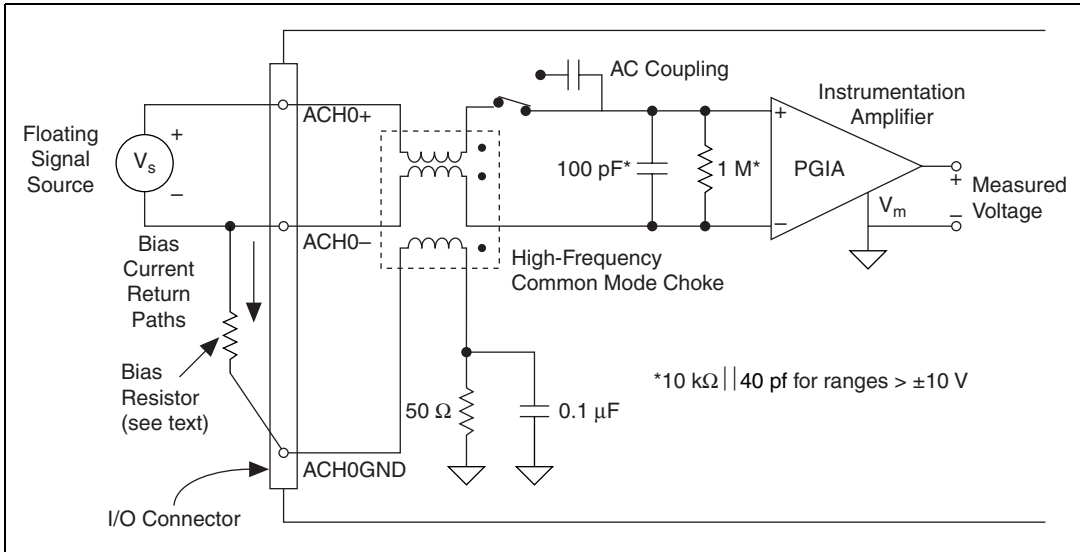 AC Coupling
Instrumentation
Amplifier
ACH0+
Floating
Signal
Source
+
Vs
–
+
100 pF*
1 M*
PGIA
+
Measured
Voltage
–
Vm
–
ACH0–
Bias
Current
Return
Paths
High-Frequency
Common Mode Choke
Bias
Resistor
(see text)
*10 kΩ||40 pf for ranges > ±10 V
50 Ω
0.1 µF
ACH0GND
I/O Connector